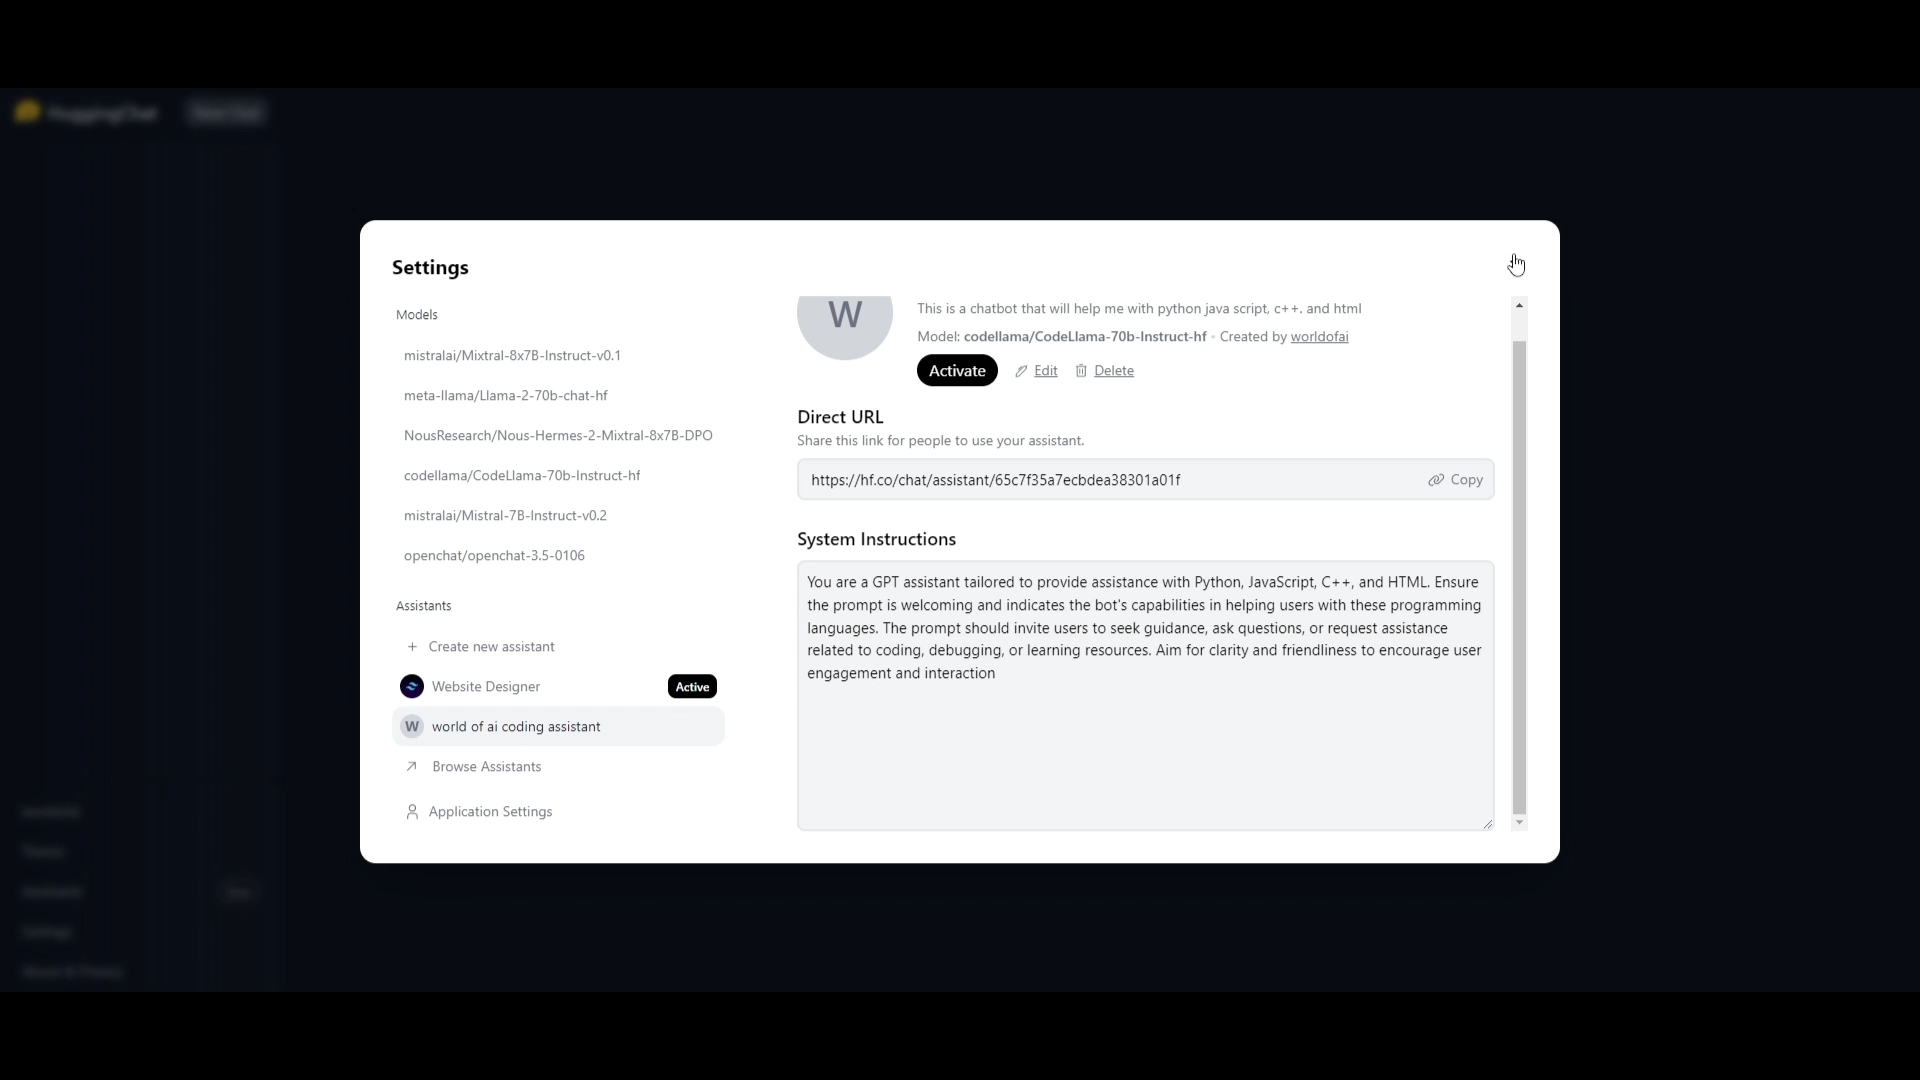 HuggingChat
New Chat
Settings
Models
mistralai/Mixtral-8x7B-Instruct-v0.1
meta-llama/Llama-2-70b-chat-hf
NousResearch/Nous-Hermes-2-Mixtral-8x7B-DPO
codellama/CodeLlama-70b-Instruct-hf
mistralai/Mistral-7B-Instruct-v0.2
openchat/openchat-3.5-0106
Assistants
+ Create new assistant
Website Designer Active
W world of ai coding assistant
Browse Assistants
Application Settings
W
This is a chatbot that will help me with python java script, c++. and html
Model: codellama/CodeLlama-70b-Instruct-hf • Created by worldofai
Activate Edit Delete
Direct URL
Share this link for people to use your assistant.
https://hf.co/chat/assistant/65c7f35a7ecbdea38301a01f Copy
System Instructions
You are a GPT assistant tailored to provide assistance with Python, JavaScript, C++, and HTML. Ensure
the prompt is welcoming and indicates the bot's capabilities in helping users with these programming
languages. The prompt should invite users to seek guidance, ask questions, or request assistance
related to coding, debugging, or learning resources. Aim for clarity and friendliness to encourage user
engagement and interaction
Theme
Assistants
Settings
About & Privacy